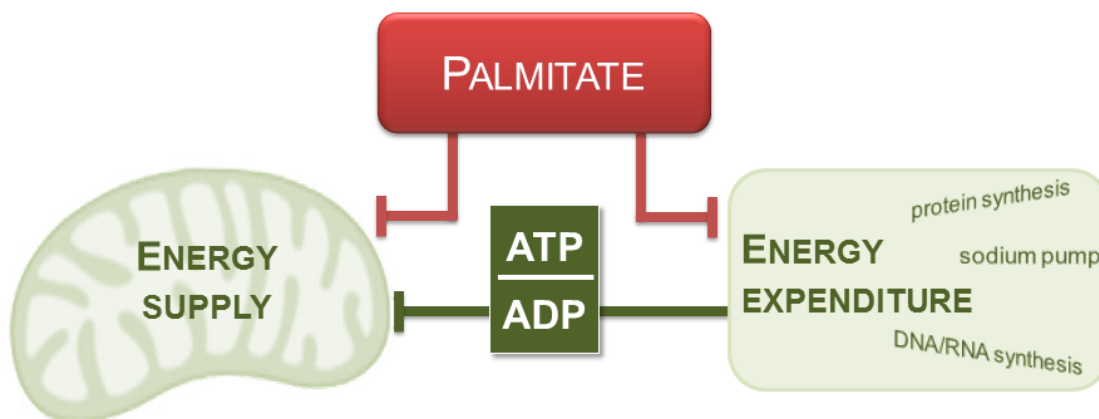 PALMITATE
ENERGY
SUPPLY
ATP
ADP
protein synthesis
ENERGY
sodium pump
EXPENDITURE
DNA/RNA synthesis